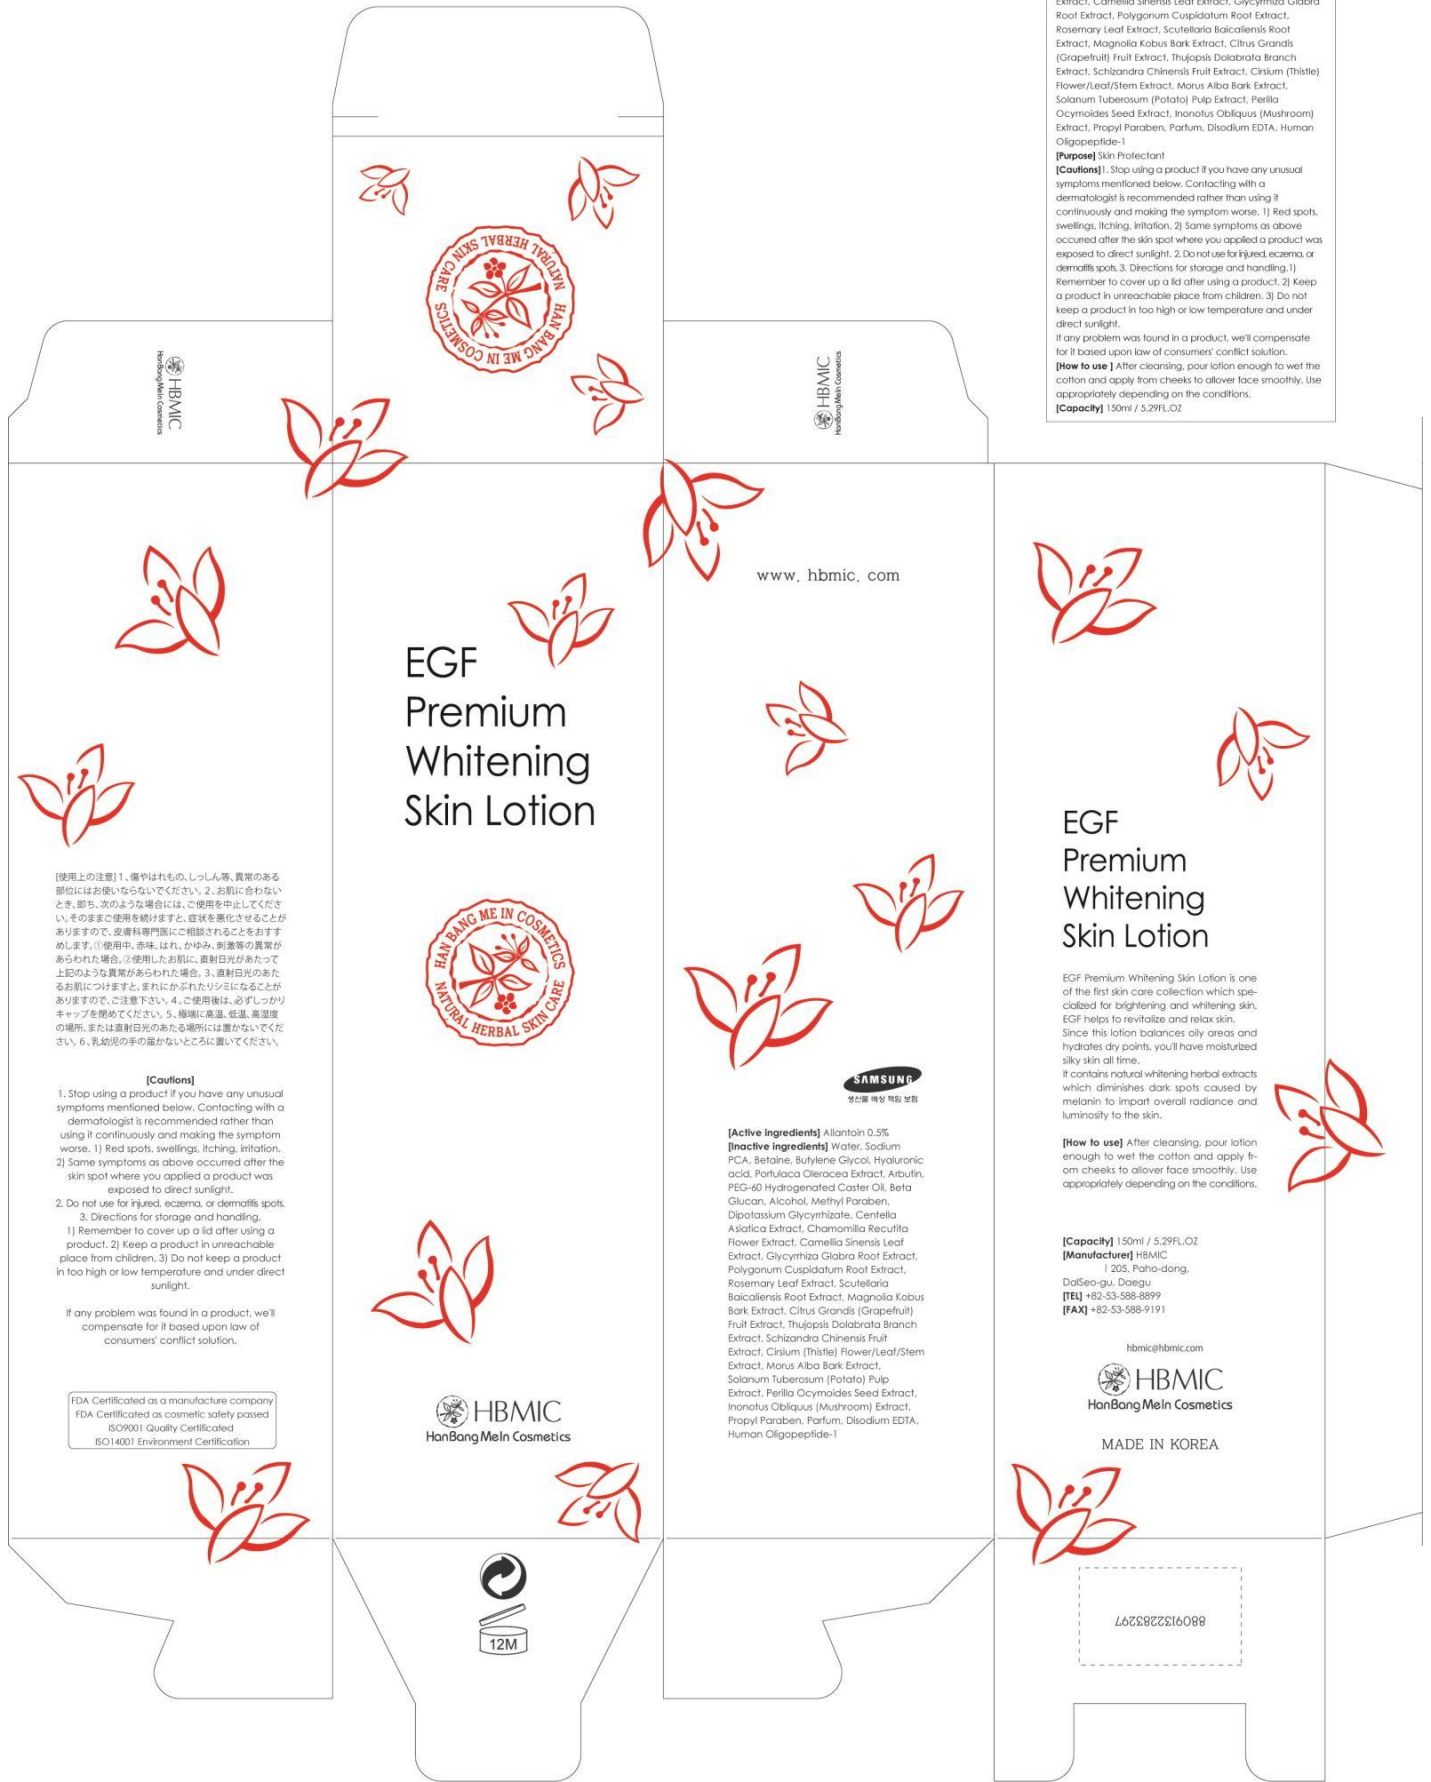 Extract, Camellia Sinensis Leaf Extract, Glycyrrhiza Glabra
Root Extract, Polygonum Cuspidatum Root Extract,
Rosemary Leaf Extract, Scutellaria Baicaliensis Root
Extract, Magnolia Kobus Bark Extract, Citrus Grandis
(Grapefruit) Fruit Extract, Thujopsis Dolabrata Branch
Extract, Schizandra Chinensis Fruit Extract, Cirsium (Thistle)
Flower/Leaf/Stem Extract, Morus Alba Bark Extract,
Solanum Tuberosum (Potato) Pulp Extract, Perilla
Ocymoides Seed Extract, Inonotus Obliquus (Mushroom)
Extract, Propyl Paraben, Parfum, Disodium EDTA, Human
Oligopeptide-1
[Purpose] Skin Protectant
[Cautions]1. Stop using a product if you have any unusual
symptoms mentioned below. Contacting with a
dermatologist is recommended rather than using it
continuously and making the symptom worse. 1) Red spots,
swellings, itching, irritation. 2) Same symptoms as above
occurred after the skin spot where you applied a product was
exposed to direct sunlight. 2. Do not use for injured, eczema, or
dermatitis spots. 3. Directions for storage and handling.1)
Remember to cover up a lid after using a product. 2) Keep
a product in unreachable place from children. 3) Do not
keep a product in too high or low temperature and under
direct sunlight.
If any problem was found in a product, we'll compensate
for it based upon law of consumers' conflict solution.
[How to use ] After cleansing, pour lotion enough to wet the
cotton and apply from cheeks to allover face smoothly. Use
appropriately depending on the conditions.
[Capacity] 150ml / 5.29FL.OZ
HAN BANG ME IN COSMETICS
NATURAL HERBAL SKIN CARE
HBMIC
HanBang MeIn Cosmetics
HBMIC
HanBang MeIn Cosmetics
[使用上の注意] 1、傷やはれもの、しっしん等、異常のある
部位にはお使いならないでください。2、お肌に合わない
とき、即ち、次のような場合には、ご使用を中止してくださ
い。そのままご使用を続けますと、症状を悪化させることが
ありますので、皮膚科専門医にご相談されることをおすす
めします。①使用中、赤味、はれ、かゆみ、刺激等の異常が
あらわれた場合。②使用したお肌に、直射日光があたって
上記のような異常があらわれた場合。3、直射日光のあた
るお肌につけますと、まれにかぶれたりシミになることが
ありますので、ご注意下さい。4、ご使用後は、必ずしっかり
キャップを閉めてください。5、極端に高温、低温、高湿度
の場所、または直射日光のあたる場所には置かないでくだ
さい。6、乳幼児の手の届かないところに置いてください。
[Cautions]
1. Stop using a product if you have any unusual
symptoms mentioned below. Contacting with a
dermatologist is recommended rather than
using it continuously and making the symptom
worse. 1) Red spots, swellings, itching, irritation.
2) Same symptoms as above occurred after the
skin spot where you applied a product was
exposed to direct sunlight.
2. Do not use for injured, eczema, or dermatitis spots.
3. Directions for storage and handling.
1) Remember to cover up a lid after using a
product. 2) Keep a product in unreachable
place from children. 3) Do not keep a product
in too high or low temperature and under direct
sunlight.
If any problem was found in a product, we'll
compensate for it based upon law of
consumers' conflict solution.
FDA Certificated as a manufacture company
FDA Certificated as cosmetic safety passed
ISO9001 Quality Certificated
ISO14001 Environment Certification
EGF
Premium
Whitening
Skin Lotion
HAN BANG ME IN COSMETICS
NATURAL HERBAL SKIN CARE
HBMIC
HanBang MeIn Cosmetics
12M
www. hbmic. com
SAMSUNG
생산물 배상 책임 보험
[Active ingredients] Allantoin 0.5%
[Inactive ingredients] Water, Sodium
PCA, Betaine, Butylene Glycol, Hyaluronic
acid, Portulaca Oleracea Extract, Arbutin,
PEG-60 Hydrogenated Caster Oil, Beta
Glucan, Alcohol, Methyl Paraben,
Dipotassium Glycyrrhizate, Centella
Asiatica Extract, Chamomilla Recutita
Flower Extract, Camellia Sinensis Leaf
Extract, Glycyrrhiza Glabra Root Extract,
Polygonum Cuspidatum Root Extract,
Rosemary Leaf Extract, Scutellaria
Baicaliensis Root Extract, Magnolia Kobus
Bark Extract, Citrus Grandis (Grapefruit)
Fruit Extract, Thujopsis Dolabrata Branch
Extract, Schizandra Chinensis Fruit
Extract, Cirsium (Thistle) Flower/Leaf/Stem
Extract, Morus Alba Bark Extract,
Solanum Tuberosum (Potato) Pulp
Extract, Perilla Ocymoides Seed Extract,
Inonotus Obliquus (Mushroom) Extract,
Propyl Paraben, Parfum, Disodium EDTA,
Human Oligopeptide-1
EGF
Premium
Whitening
Skin Lotion
EGF Premium Whitening Skin Lotion is one
of the first skin care collection which spe-
cialized for brightening and whitening skin.
EGF helps to revitalize and relax skin.
Since this lotion balances oily areas and
hydrates dry points, you'll have moisturized
silky skin all time.
It contains natural whitening herbal extracts
which diminishes dark spots caused by
melanin to impart overall radiance and
luminosity to the skin.
[How to use] After cleansing, pour lotion
enough to wet the cotton and apply fr-
om cheeks to allover face smoothly. Use
appropriately depending on the conditions.
[Capacity] 150ml / 5.29FL.OZ
[Manufacturer] HBMIC
1205, Paho-dong,
DalSeo-gu, Daegu
[TEL] +82-53-588-8899
[FAX] +82-53-588-9191
hbmic@hbmic.com
HBMIC
HanBang MeIn Cosmetics
MADE IN KOREA
8809132283297